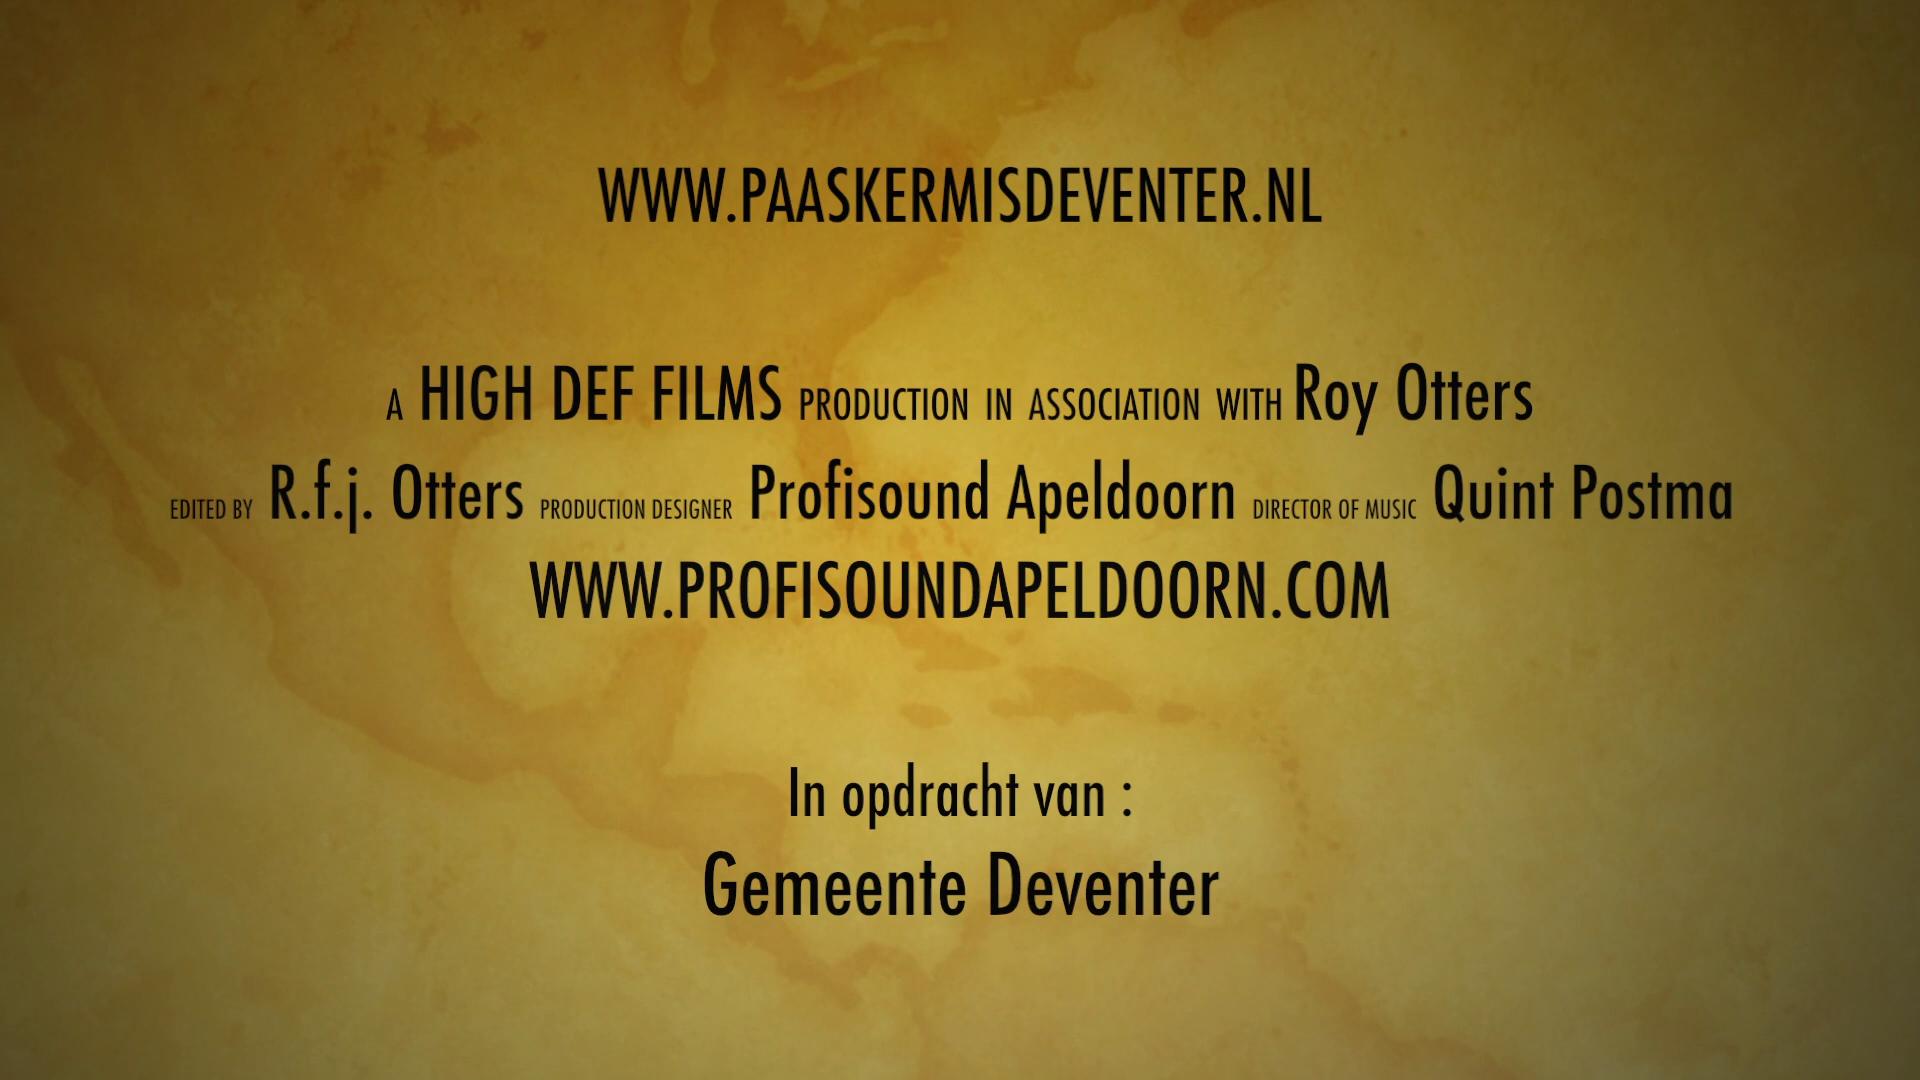 WWW.PAASKERMISDEVENTER.NL
A HIGH DEF FILMS PRODUCTION IN ASSOCIATION WITH Roy Otters
EDITED BY R.f.j. Otters PRODUCTION DESIGNER Profisound Apeldoorn DIRECTOR OF MUSIC Quint Postma
WWW.PROFISOUNDAPELDOORN.COM
In opdracht van :
Gemeente Deventer